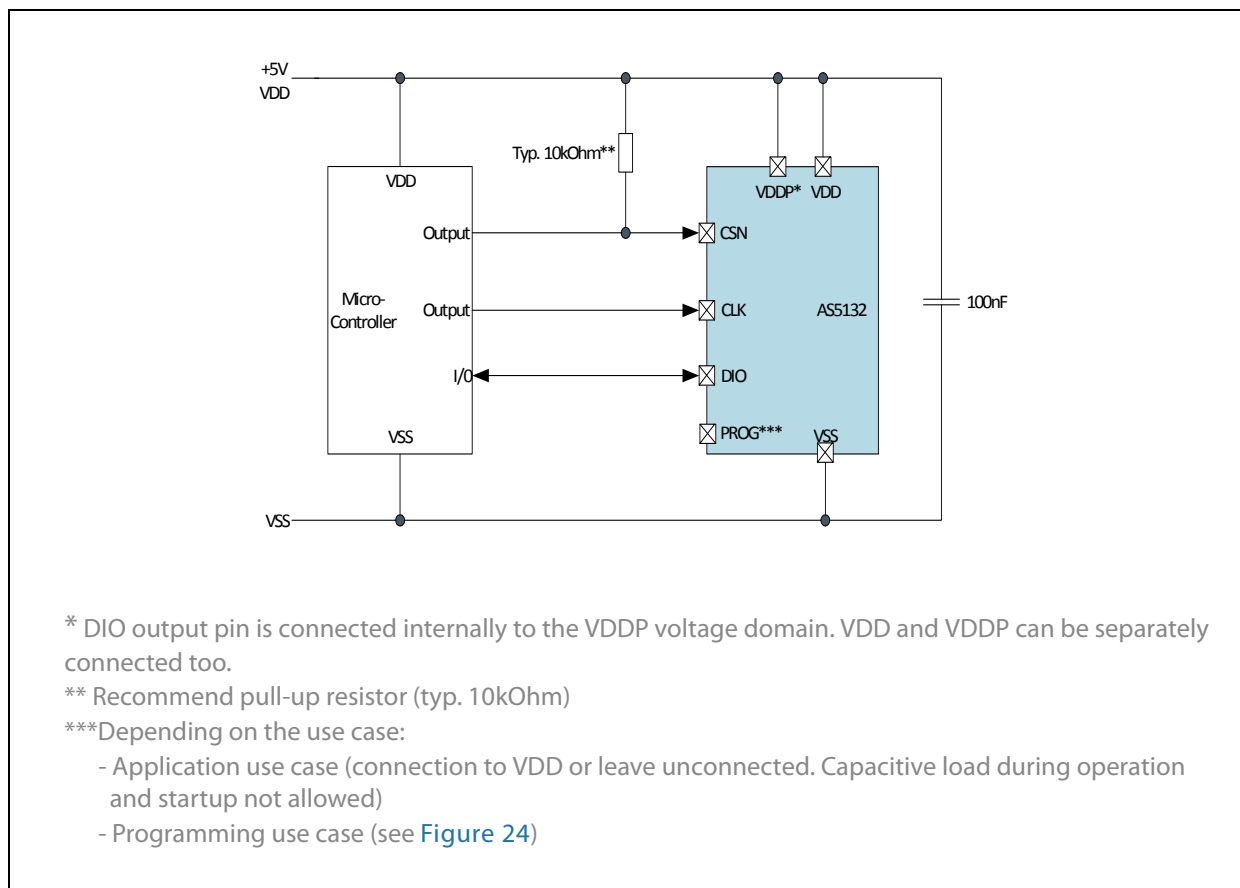 +5V
VDD
Typ. 10kOhm**
VDD
VDDP* VDD
Output
CSN
Micro-
Controller
Output
CLK
AS5132
100nF
I/0
DIO
PROG***
VSS
VSS
VSS
* DIO output pin is connected internally to the VDDP voltage domain. VDD and VDDP can be separately
connected too.
** Recommend pull-up resistor (typ. 10kOhm)
***Depending on the use case:
- Application use case (connection to VDD or leave unconnected. Capacitive load during operation
and startup not allowed)
- Programming use case (see Figure 24)